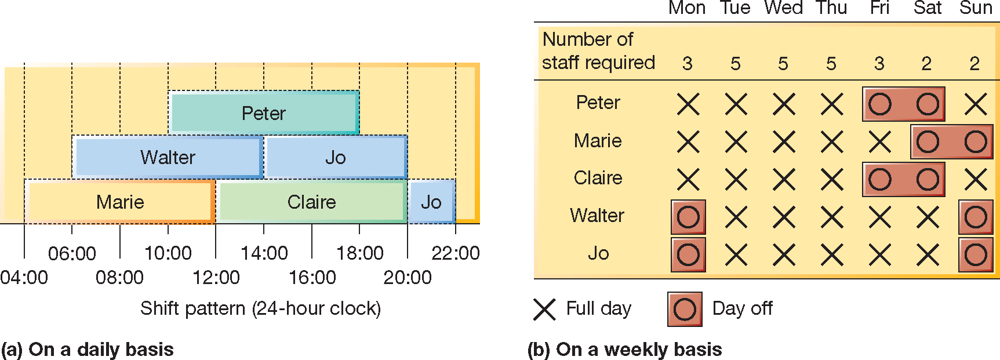 Peter
Walter Jo
Marie Claire Jo
06:00 10:00 14:00 18:00 22:00
04:00 08:00 12:00 16:00 20:00
Shift pattern (24-hour clock)
(a) On a daily basis
Mon Tue Wed Thu Fri Sat Sun
Number of
staff required 3 5 5 5 3 2 2
Peter
Marie
Claire
Walter
Jo
Full day Day off
(b) On a weekly basis